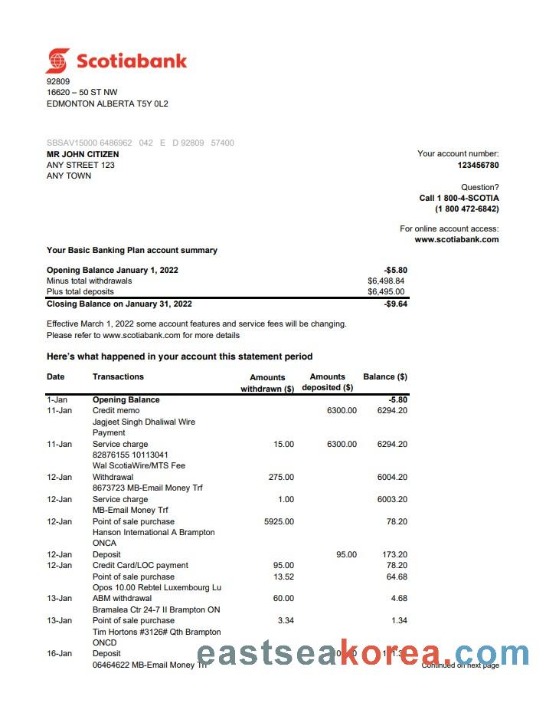 Scotiabank
92809
16620 – 50 ST NW
EDMONTON ALBERTA T5Y 0L2
SBSAV15000 6486962 042 E D 92809 57400
MR JOHN CITIZEN
ANY STREET 123
ANY TOWN
Your account number:
123456780
Question?
Call 1 800-4-SCOTIA
(1 800 472-6842)
For online account access:
www.scotiabank.com
Your Basic Banking Plan account summary
Opening Balance January 1, 2022 -$5.80
Minus total withdrawals $6,498.84
Plus total deposits $6,495.00
Closing Balance on January 31, 2022 -$9.64
Effective March 1, 2022 some account features and service fees will be changing.
Please refer to www.scotiabank.com for more details
Here's what happened in your account this statement period
Date Transactions Amounts withdrawn ($) Amounts deposited ($) Balance ($)
1-Jan Opening Balance -5.80
11-Jan Credit memo 6300.00 6294.20
Jagjeet Singh Dhaliwal Wire
Payment
11-Jan Service charge 15.00 6300.00 6294.20
82876155 10113041
Wal ScotiaWire/MTS Fee
12-Jan Withdrawal 275.00 6004.20
8673723 MB-Email Money Trf
12-Jan Service charge 1.00 6003.20
MB-Email Money Trf
12-Jan Point of sale purchase 5925.00 78.20
Hanson International A Brampton
ONCA
12-Jan Deposit 95.00 173.20
12-Jan Credit Card/LOC payment 95.00 78.20
Point of sale purchase 13.52 64.68
Opos 10.00 Rebtel Luxembourg Lu
13-Jan ABM withdrawal 60.00 4.68
Bramalea Ctr 24-7 II Brampton ON
13-Jan Point of sale purchase 3.34 1.34
Tim Hortons #3126# Qth Brampton
ONCD
16-Jan Deposit
06464622 MB-Email Money Trf
Continued on next page
eastseakorea.com